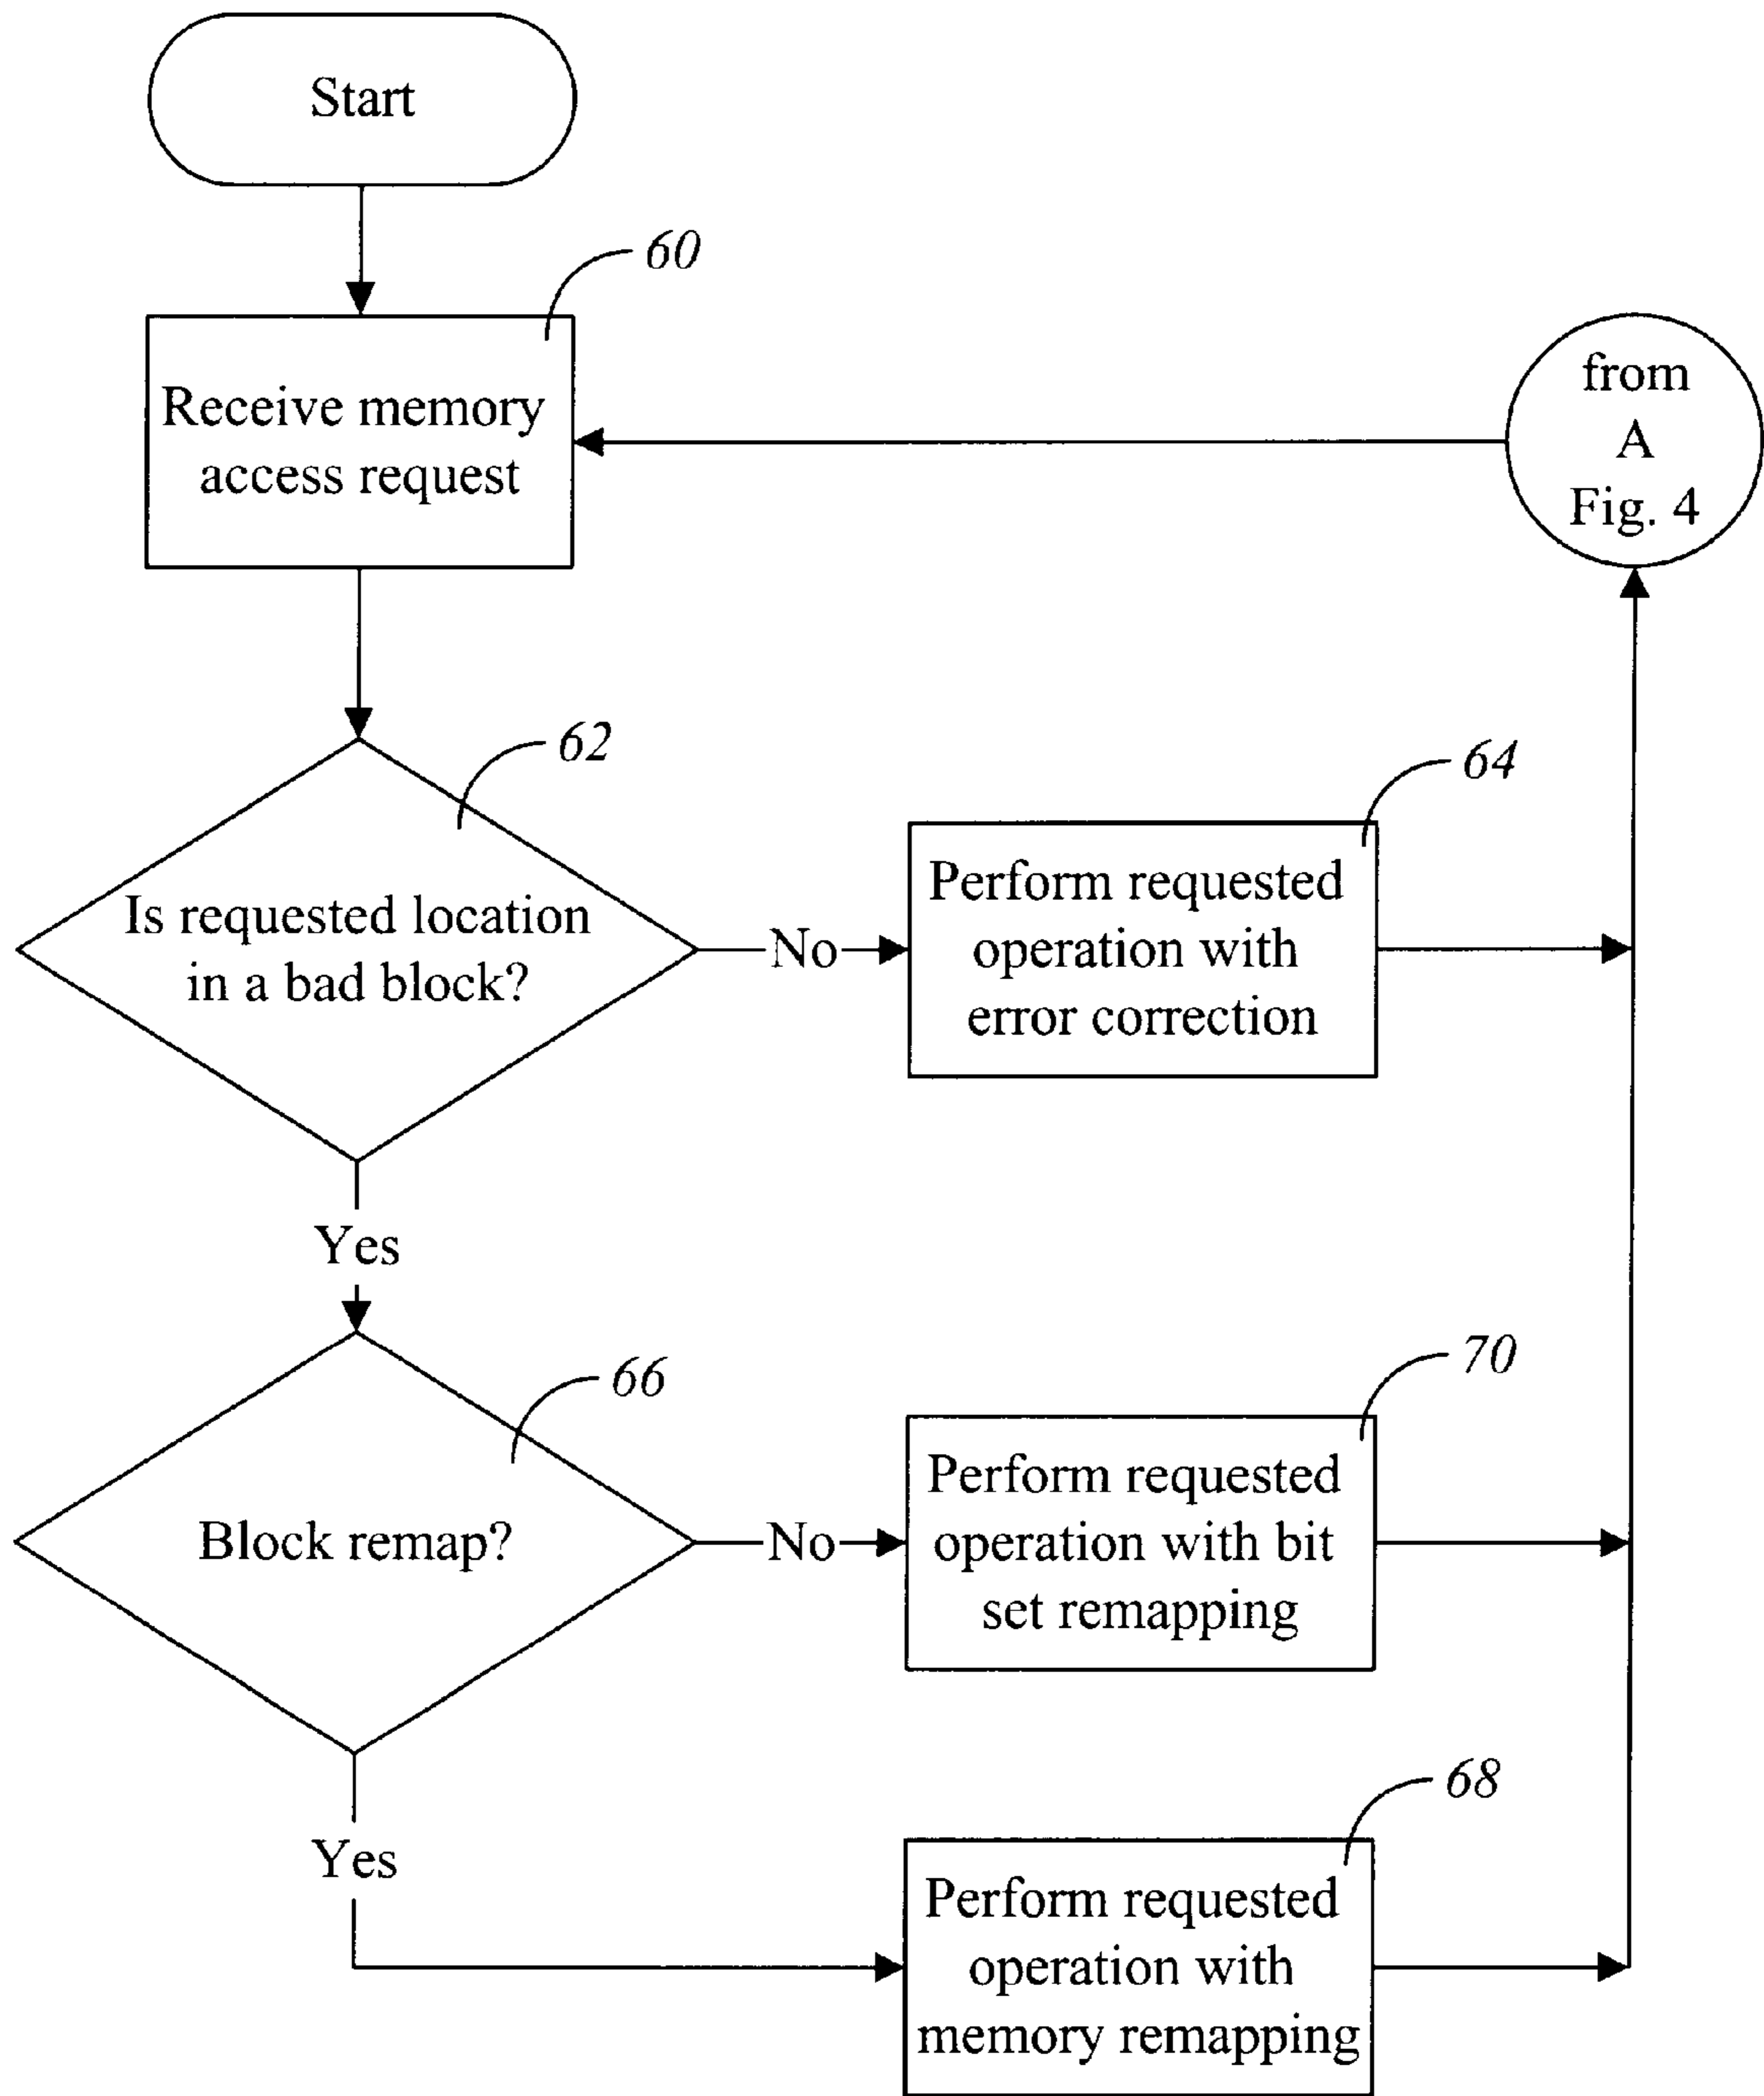 Start
60
Receive memory
access request
from
A
Fig. 4
62
Is requested location
in a bad block?
No
64
Perform requested
operation with
error correction
Yes
66
Block remap?
No
70
Perform requested
operation with bit
set remapping
Yes
68
Perform requested
operation with
memory remapping